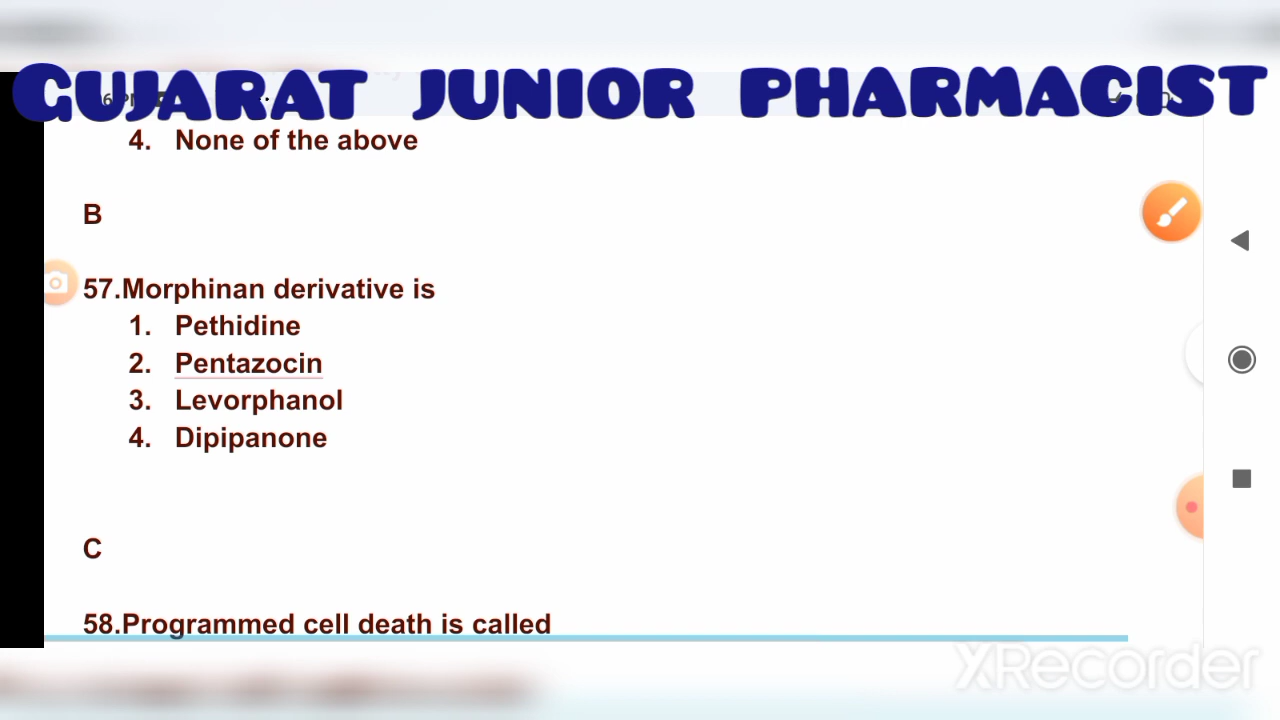 GUJARAT JUNIOR PHARMACIST
4. None of the above
B
57.Morphinan derivative is
1. Pethidine
2. Pentazocin
3. Levorphanol
4. Dipipanone
C
58.Programmed cell death is called
XRecorder